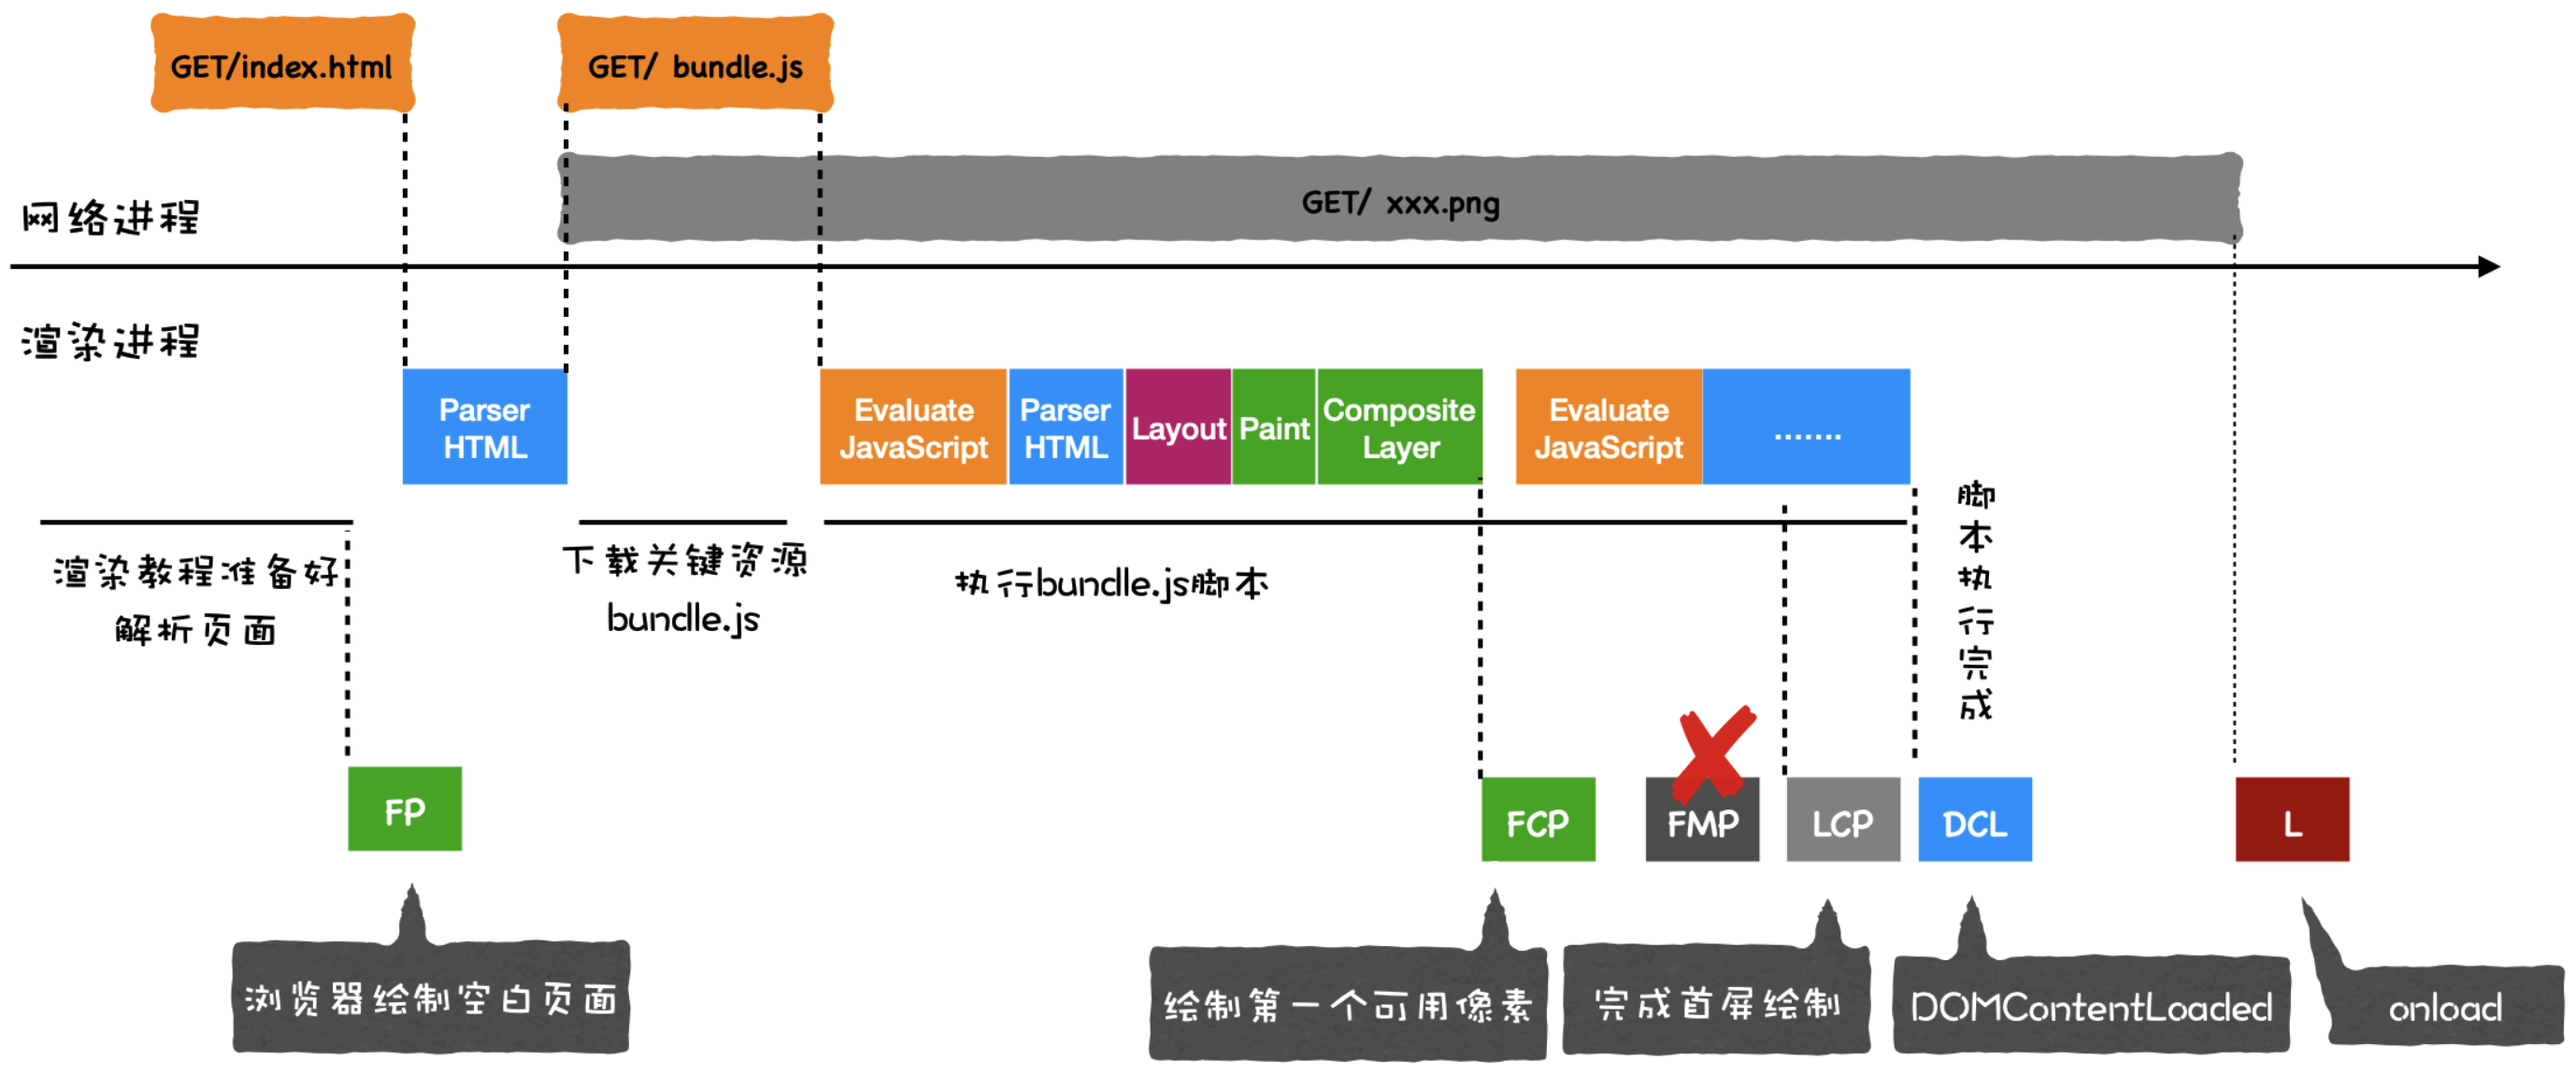 GET/index.html
GET/ bundle.js
GET/ xxx.png
网络进程
渲染进程
Parser
HTML
Evaluate
JavaScript
Parser
HTML
Layout
Paint
Composite
Layer
Evaluate
JavaScript
.......
渲染教程准备好
解析页面
下载关键资源
bundle.js
执行bundle.js脚本
脚本执行完成
FP
FCP
FMP
LCP
DCL
L
浏览器绘制空白页面
绘制第一个可用像素
完成首屏绘制
DOMContentLoaded
onload